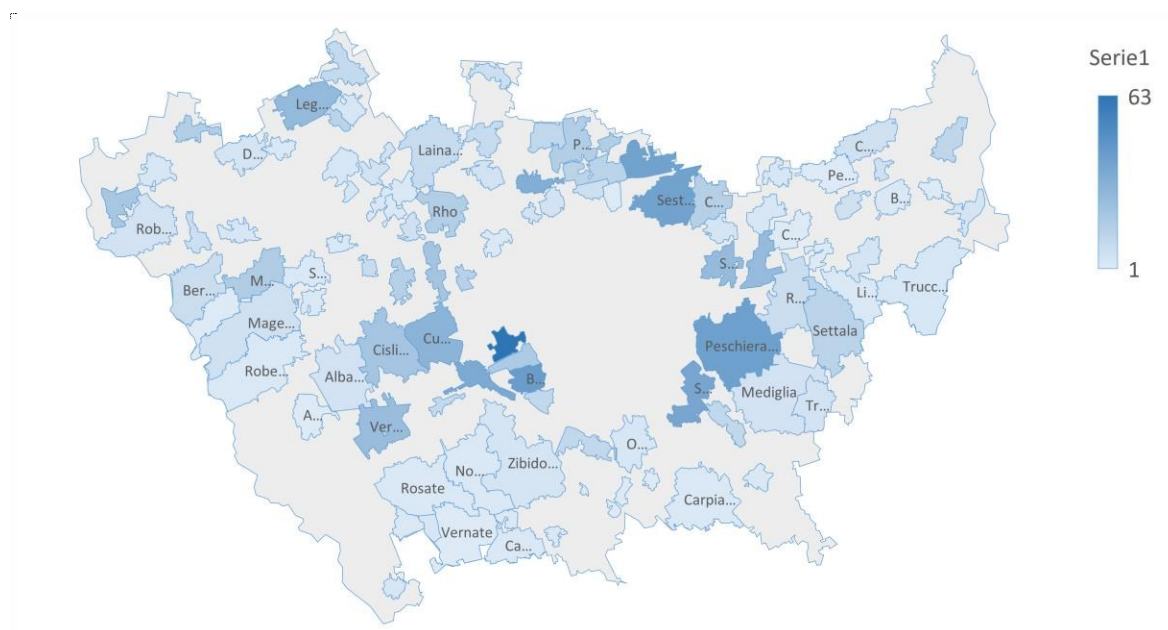 Serie1
63
1
Leg...
D...
Laina...
P...
C...
Pe...
B...
Sest...
C...
Rob...
Rho
C...
S...
M...
S...
Ber...
R...
Li...
Trucc...
Mage...
Cu...
Settala
Cisli...
Peschiera...
Robe...
Alba...
B...
S...
Mediglia
Tr...
A...
Ver...
O...
Zibido...
No...
Rosate
Carpia...
Vernate
Ca...